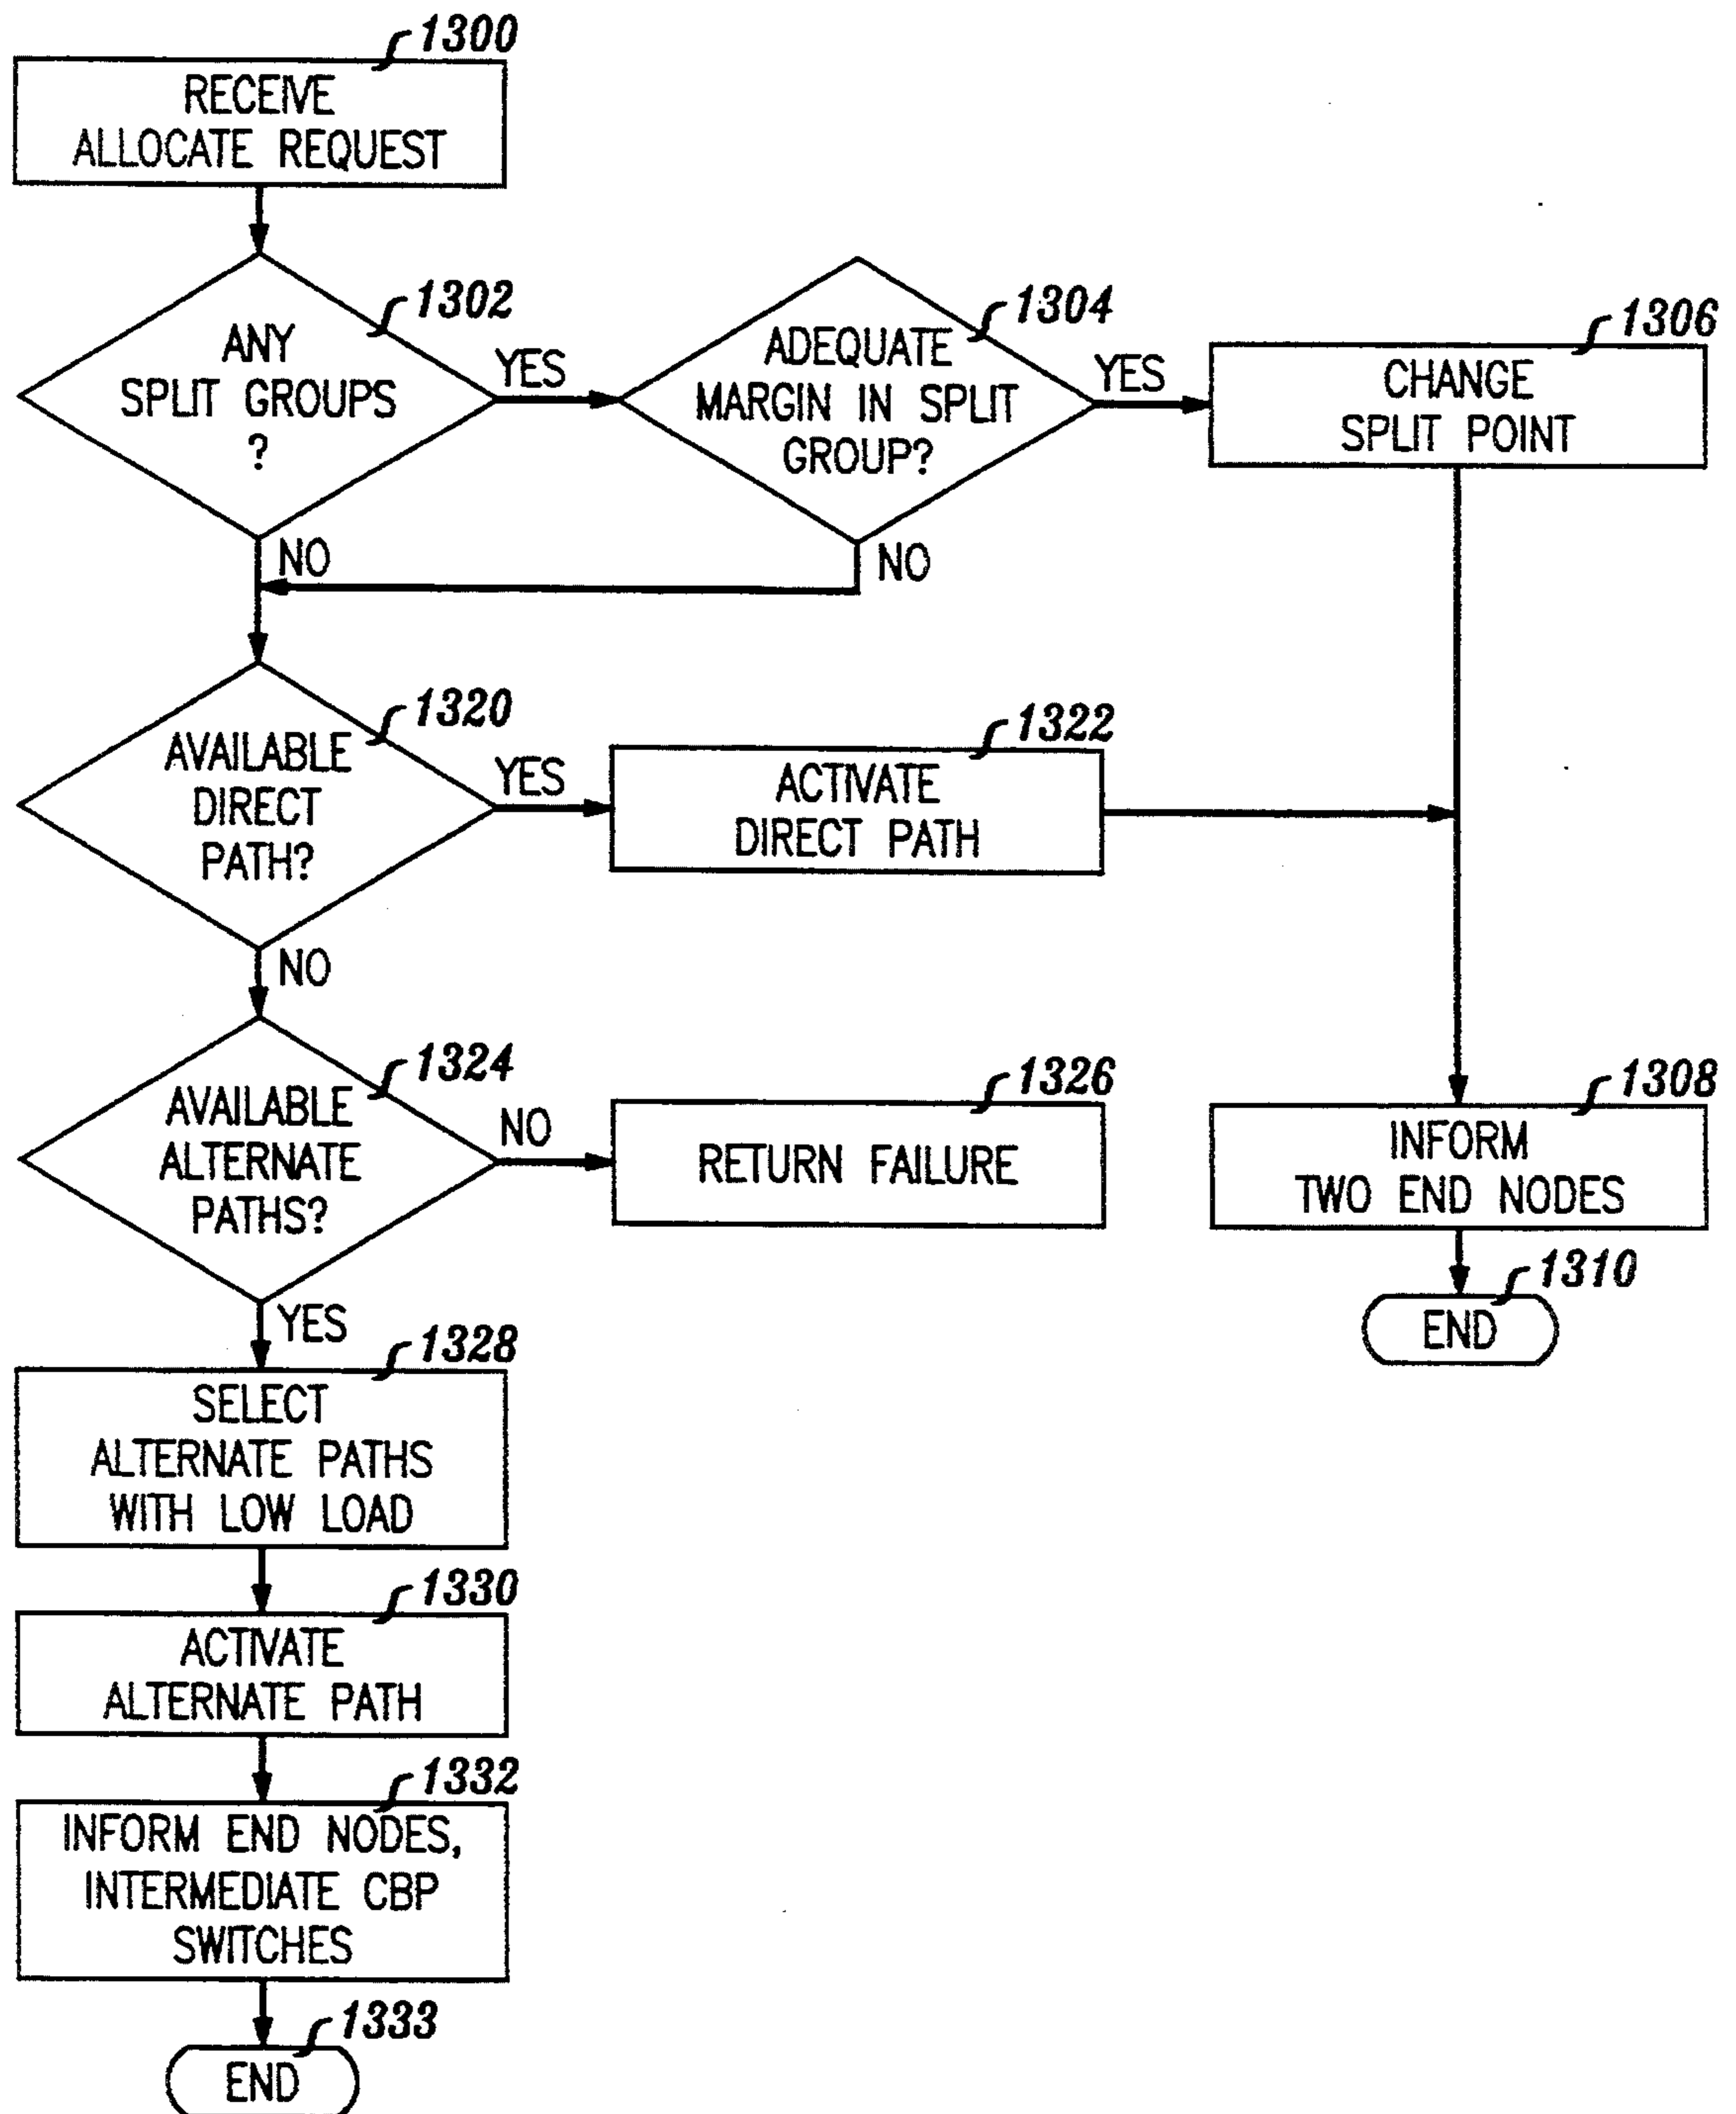 1300
RECEIVE
ALLOCATE REQUEST
1302
ANY
SPLIT GROUPS
?
YES
NO
1304
ADEQUATE
MARGIN IN SPLIT
GROUP?
YES
NO
1306
CHANGE
SPLIT POINT
1320
AVAILABLE
DIRECT
PATH?
YES
NO
1322
ACTIVATE
DIRECT PATH
1324
AVAILABLE
ALTERNATE
PATHS?
NO
YES
1326
RETURN FAILURE
1308
INFORM
TWO END NODES
1310
END
1328
SELECT
ALTERNATE PATHS
WITH LOW LOAD
1330
ACTIVATE
ALTERNATE PATH
1332
INFORM END NODES,
INTERMEDIATE CBP
SWITCHES
1333
END